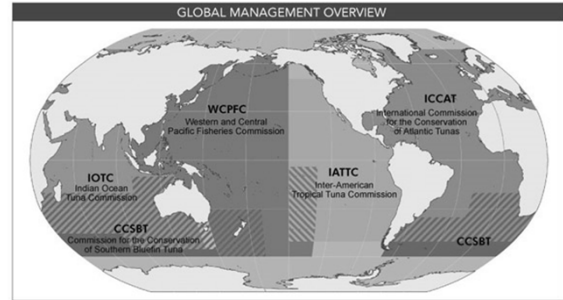 GLOBAL MANAGEMENT OVERVIEW
WCPFC
Western and Central
Pacific Fisheries Commission
ICCAT
International Commission
for the Conservation
of Atlantic Tunas
IOTC
Indian Ocean
Tuna Commission
IATTC
Inter-American
Tropical Tuna Commission
CCSBT
Commission for the Conservation
of Southern Bluefin Tuna
CCSBT